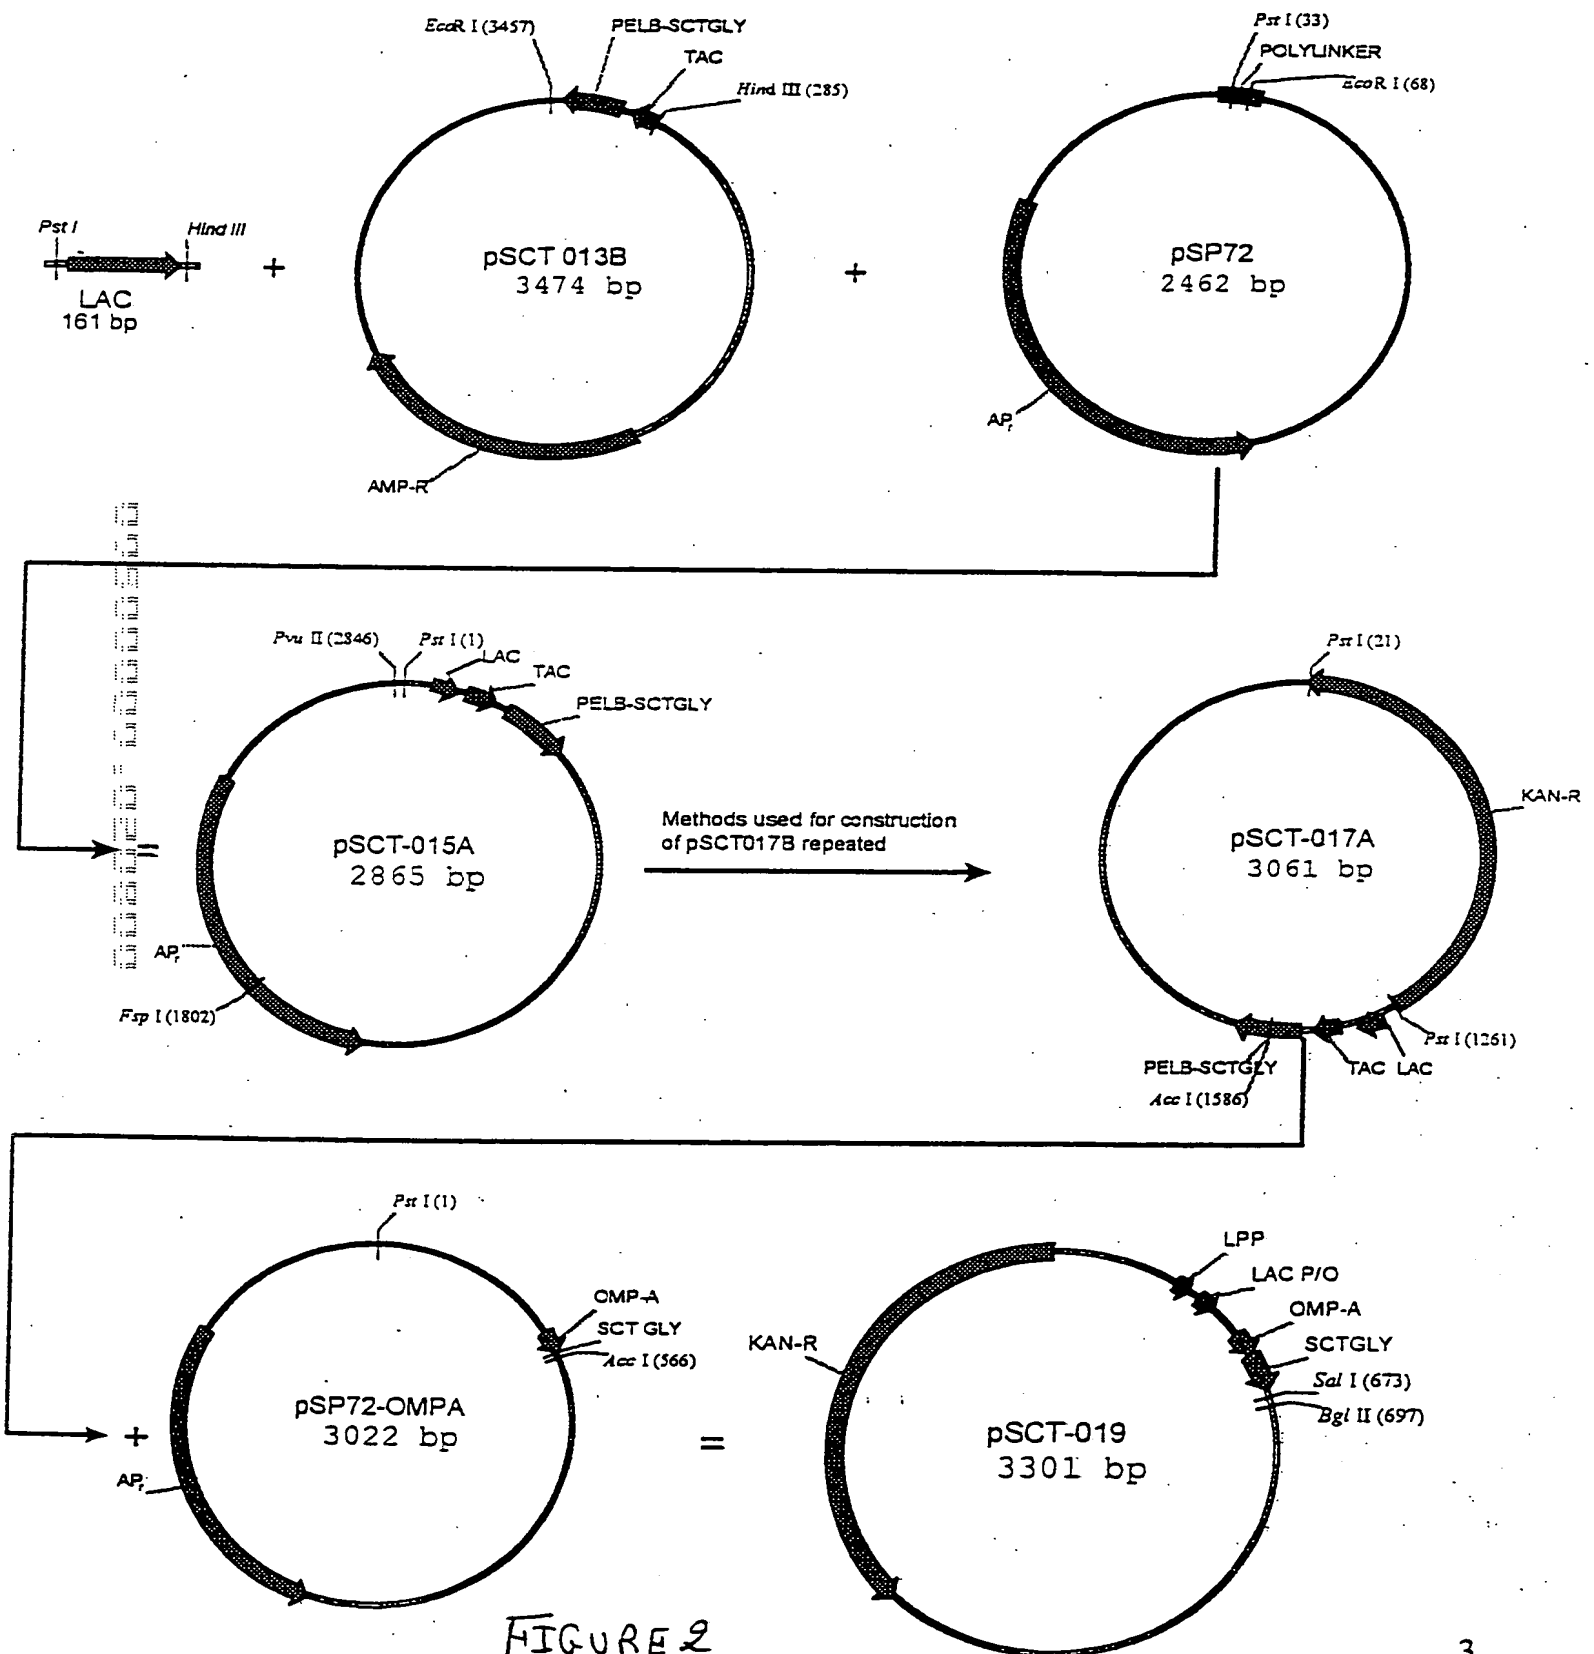 EcoR I (3457)
PELB-SCTGLY
TAC
Hind III (285)
pSCT 013B
3474 bp
AMP-R
Pst I
Hind III
LAC
161 bp
+
+
Pst I (33)
POLYLINKER
EcoR I (68)
pSP72
2462 bp
APr
=
Pvu II (2846)
Pst I (1)
LAC
TAC
PELB-SCTGLY
pSCT-015A
2865 bp
APr
Fsp I (1802)
Methods used for construction
of pSCT017B repeated
Pst I (21)
KAN-R
pSCT-017A
3061 bp
Pst I (1261)
PELB-SCTGLY
TAC LAC
Acc I (1586)
+
Pst I (1)
OMP-A
SCT GLY
Acc I (566)
pSP72-OMPA
3022 bp
APr
=
LPP
LAC P/O
OMP-A
SCTGLY
Sal I (673)
Bgl II (697)
KAN-R
pSCT-019
3301 bp
FIGURE 2
3